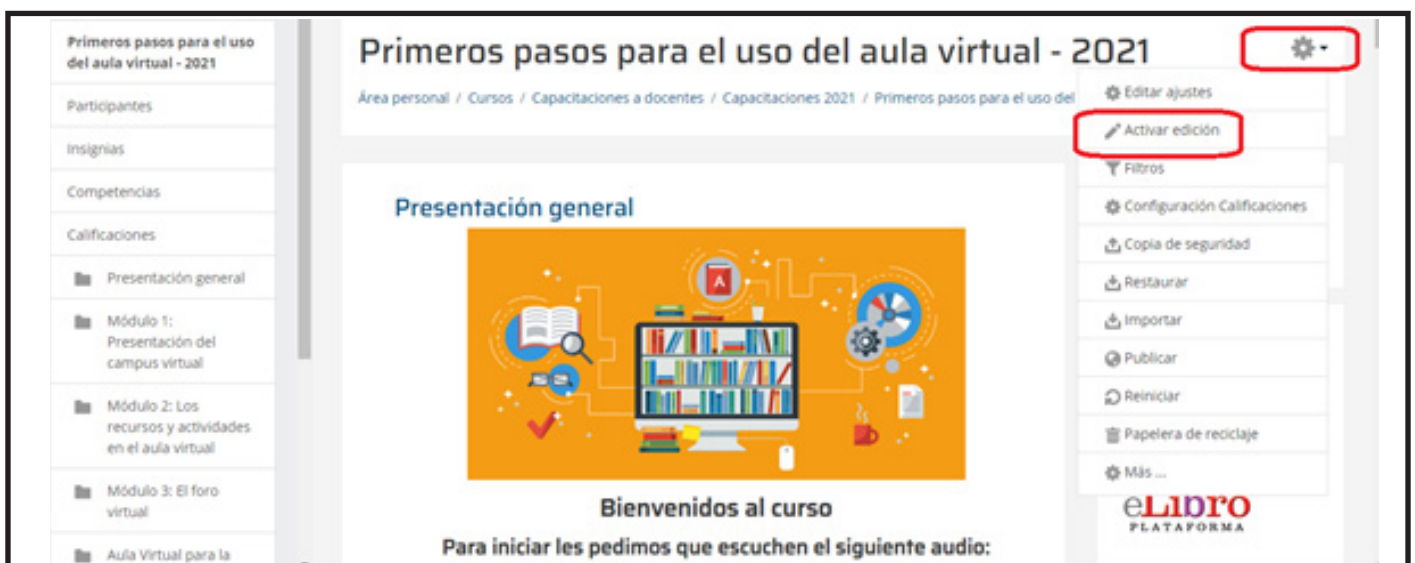 Primeros pasos para el uso
del aula virtual - 2021
Participantes
Insignias
Competencias
Calificaciones
Presentación general
Módulo 1:
Presentación del
campus virtual
Módulo 2: Los
recursos y actividades
en el aula virtual
Módulo 3: El foro
virtual
Aula Virtual para la
Primeros pasos para el uso del aula virtual - 2021
Área personal / Cursos / Capacitaciones a docentes / Capacitaciones 2021 / Primeros pasos para el uso del
Editar ajustes
Activar edición
Filtros
Configuración Calificaciones
Copia de seguridad
Restaurar
Importar
Publicar
Reiniciar
Papelera de reciclaje
Más ...
Presentación general
A
Bienvenidos al curso
Para iniciar les pedimos que escuchen el siguiente audio:
eLibro
PLATAFORMA